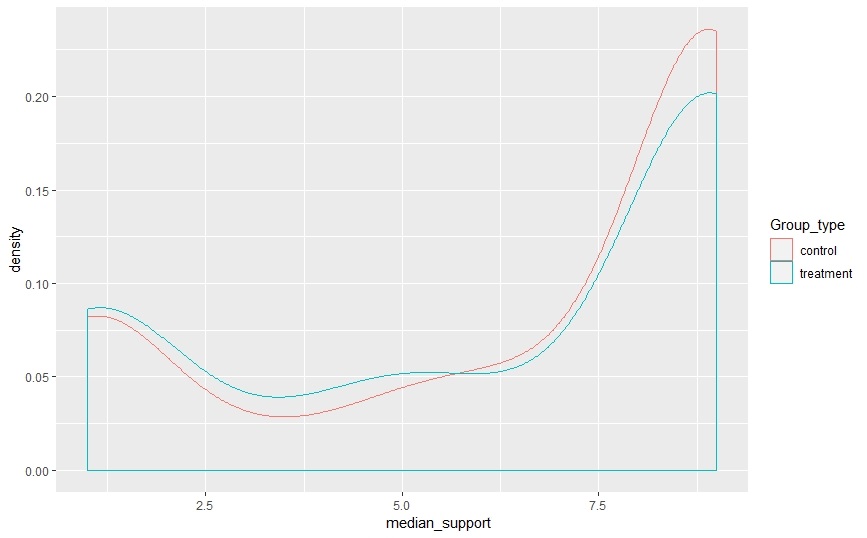 0.20
0.15
0.10
0.05
0.00
density
2.5 5.0 7.5
median_support
Group_type
control
treatment